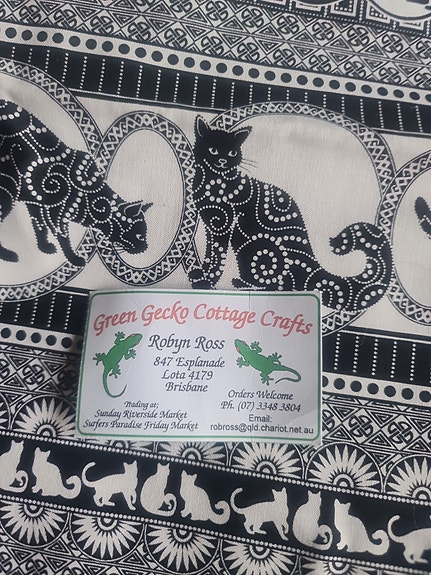 Green Gecko Cottage Crafts
Robyn Ross
847 Esplanade
Lota 4179
Brisbane
Trading at;
Sunday Riverside Market
Surfers Paradise Friday Market
Orders Welcome
Ph. (07) 3348 3804
Email:
robross@qld.chariot.net.au